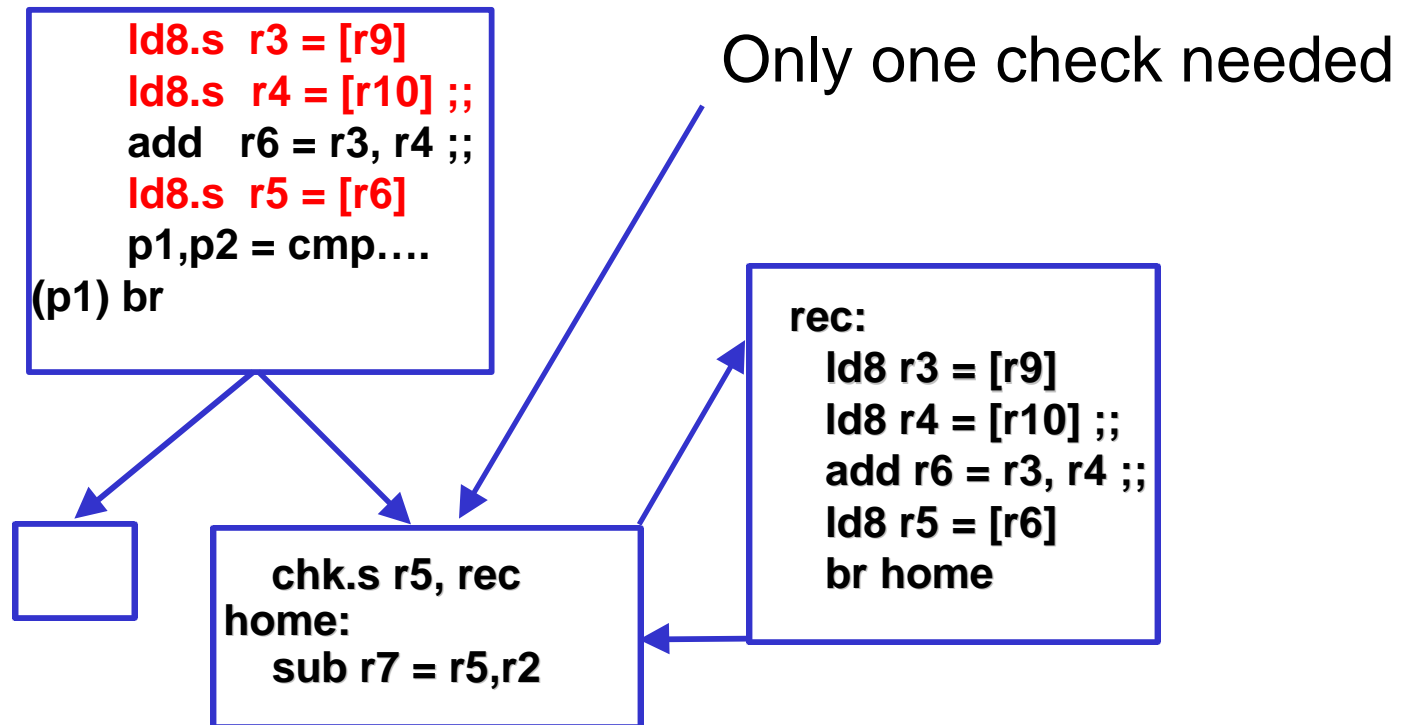 ld8.s r3 = [r9]
ld8.s r4 = [r10] ;;
add r6 = r3, r4 ;;
ld8.s r5 = [r6]
p1,p2 = cmp….
(p1) br
Only one check needed
rec:
ld8 r3 = [r9]
ld8 r4 = [r10] ;;
add r6 = r3, r4 ;;
ld8 r5 = [r6]
br home
chk.s r5, rec
home:
sub r7 = r5,r2